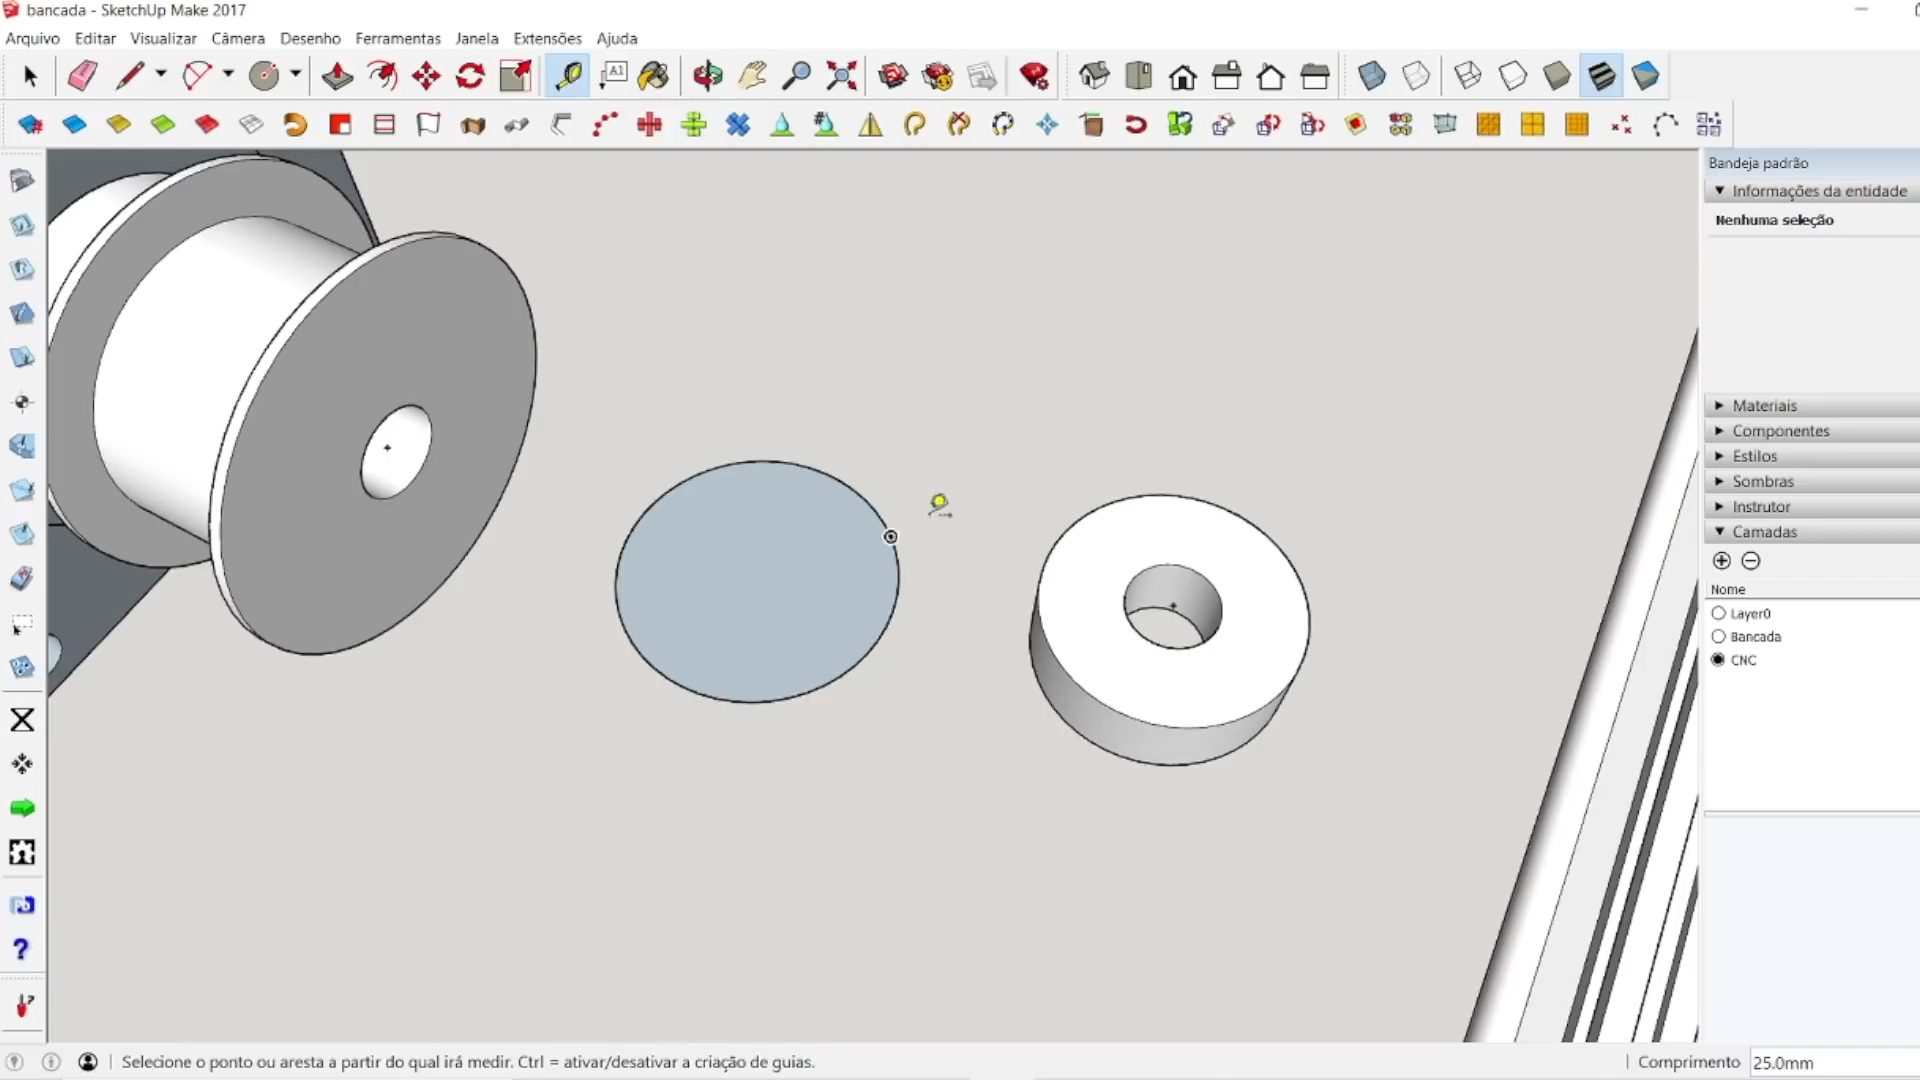 bancada - SketchUp Make 2017
Arquivo Editar Visualizar Câmera Desenho Ferramentas Janela Extensões Ajuda
A1
Bandeja padrão
Informações da entidade
Nenhuma seleção
Materiais
Componentes
Estilos
Sombras
Instrutor
Camadas
Nome
Layer0
Bancada
CNC
?
Selecione o ponto ou aresta a partir do qual irá medir. Ctrl = ativar/desativar a criação de guias.
Comprimento 25.0mm